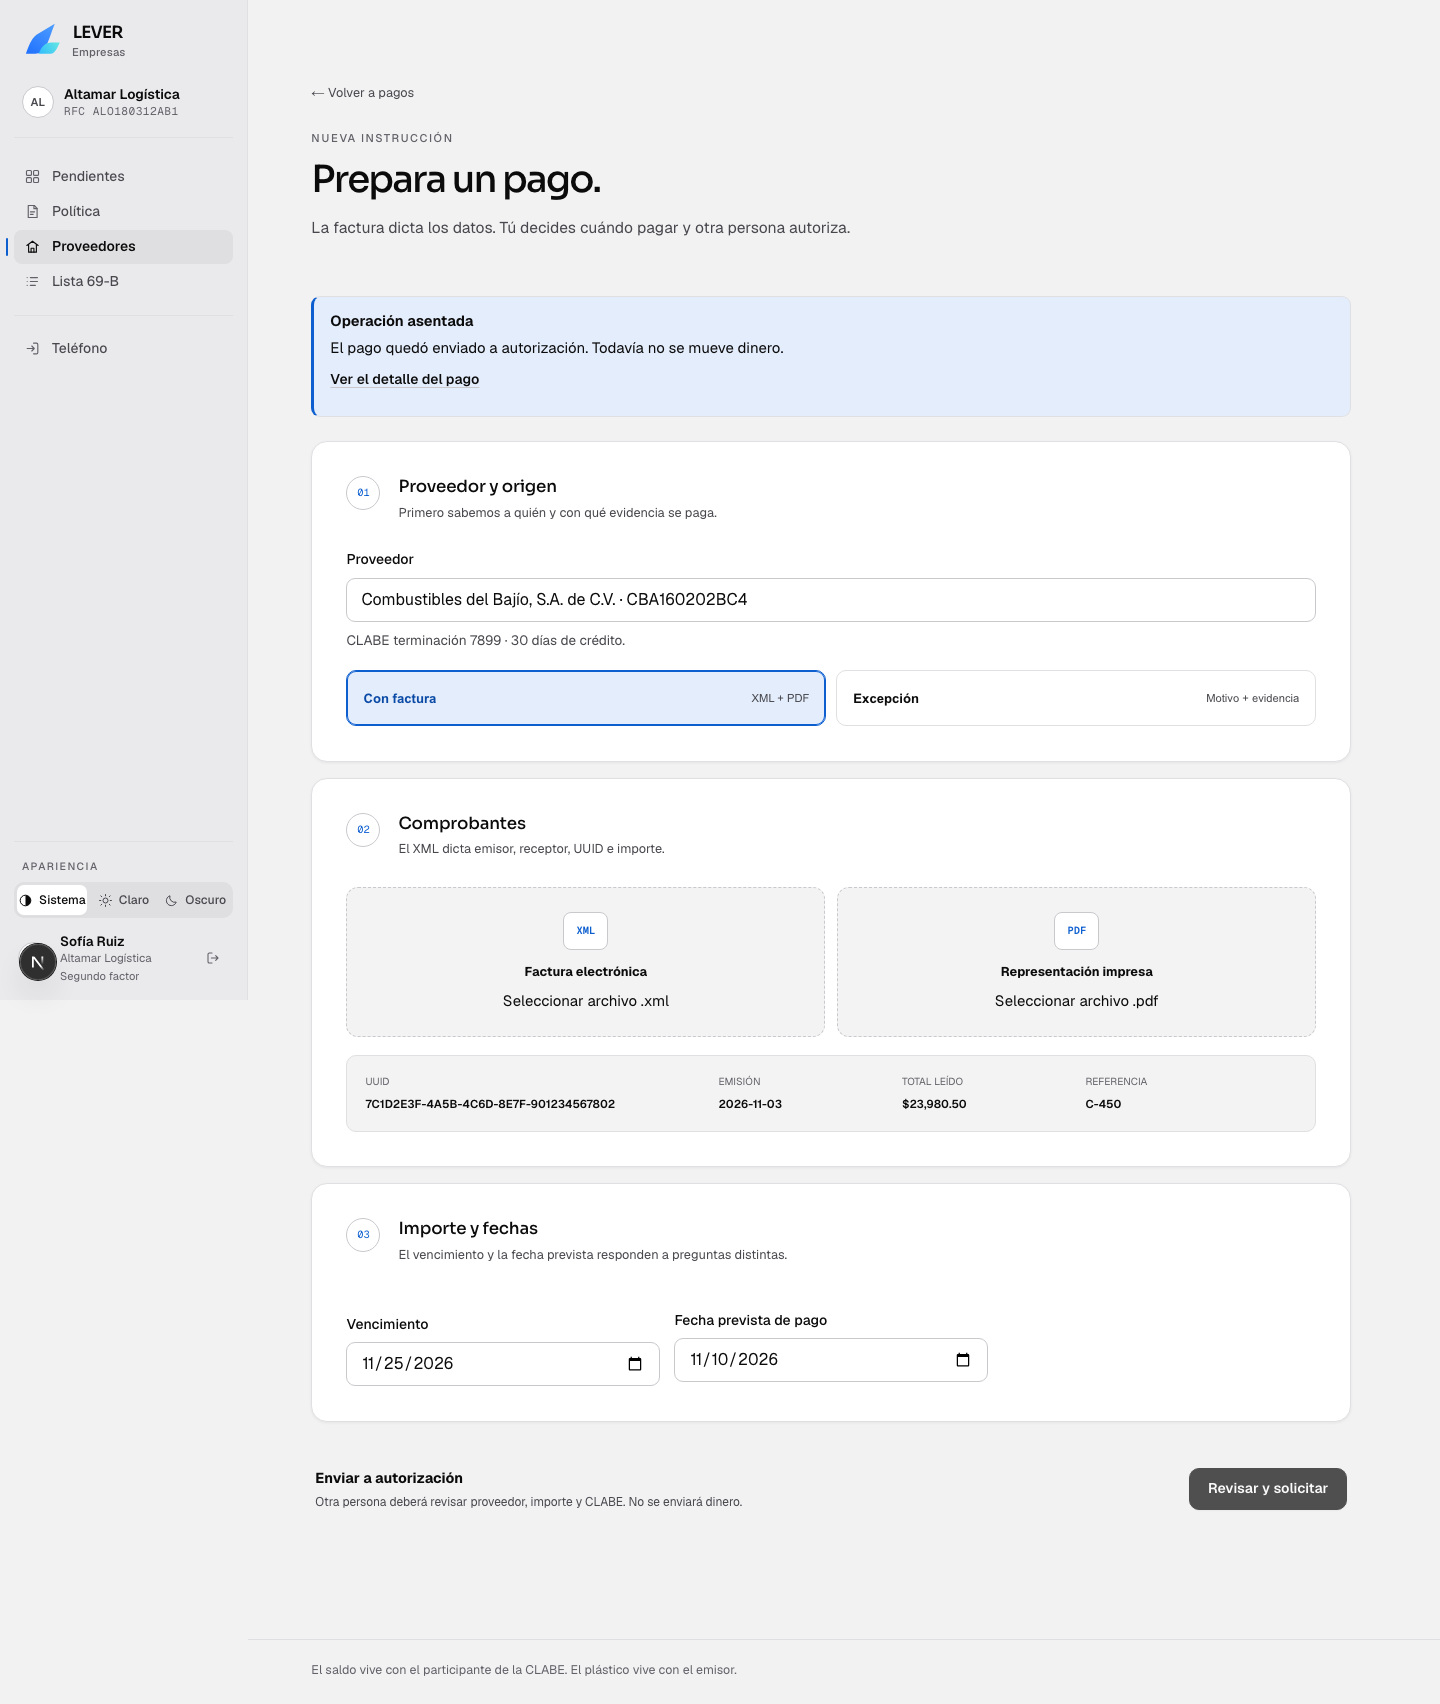 LEVER
Empresas
AL
Altamar Logística
RFC ALO180312AB1
Pendientes
Política
Proveedores
Lista 69-B
Teléfono
APARIENCIA
Sistema
Claro
Oscuro
N
Sofía Ruiz
Altamar Logística
Segundo factor
← Volver a pagos
NUEVA INSTRUCCIÓN
Prepara un pago.
La factura dicta los datos. Tú decides cuándo pagar y otra persona autoriza.
Operación asentada
El pago quedó enviado a autorización. Todavía no se mueve dinero.
Ver el detalle del pago
01
Proveedor y origen
Primero sabemos a quién y con qué evidencia se paga.
Proveedor
Combustibles del Bajío, S.A. de C.V. · CBA160202BC4
CLABE terminación 7899 · 30 días de crédito.
Con factura XML + PDF
Excepción Motivo + evidencia
02
Comprobantes
El XML dicta emisor, receptor, UUID e importe.
XML
Factura electrónica
Seleccionar archivo .xml
PDF
Representación impresa
Seleccionar archivo .pdf
UUID
7C1D2E3F-4A5B-4C6D-8E7F-901234567802
EMISIÓN
2026-11-03
TOTAL LEÍDO
$23,980.50
REFERENCIA
C-450
03
Importe y fechas
El vencimiento y la fecha prevista responden a preguntas distintas.
Vencimiento
11/25/2026
Fecha prevista de pago
11/10/2026
Enviar a autorización
Otra persona deberá revisar proveedor, importe y CLABE. No se enviará dinero.
Revisar y solicitar
El saldo vive con el participante de la CLABE. El plástico vive con el emisor.